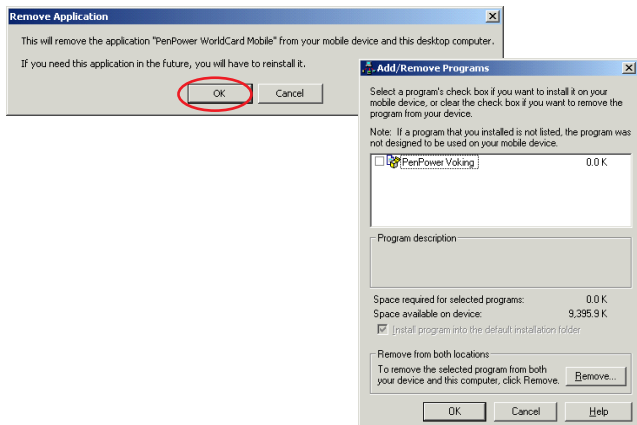 Remove Application
This will remove the application "PenPower WorldCard Mobile" from your mobile device and this desktop computer.
If you need this application in the future, you will have to reinstall it.
OK
Cancel
Add/Remove Programs
Select a program's check box if you want to install it on your
mobile device, or clear the check box if you want to remove the
program from your device.
Note: If a program that you installed is not listed, the program was
not designed to be used on your mobile device.
PenPower Voking 0.0 K
Program description
Space required for selected programs: 0.0 K
Space available on device: 9,395.9 K
Install program into the default installation folder
Remove from both locations
To remove the selected program from both
your device and this computer, click Remove.
Remove...
OK
Cancel
Help